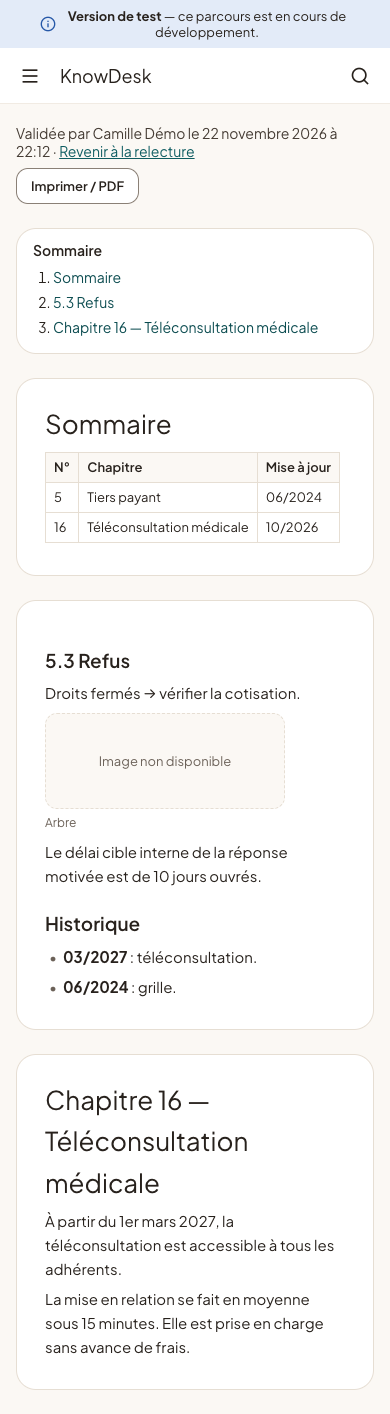 Version de test — ce parcours est en cours de
développement.
KnowDesk
Validée par Camille Démo le 22 novembre 2026 à
22:12 · Revenir à la relecture
Imprimer / PDF
Sommaire
1. Sommaire
2. 5.3 Refus
3. Chapitre 16 — Téléconsultation médicale
Sommaire
N° Chapitre Mise à jour
5 Tiers payant 06/2024
16 Téléconsultation médicale 10/2026
5.3 Refus
Droits fermés → vérifier la cotisation.
Image non disponible
Arbre
Le délai cible interne de la réponse
motivée est de 10 jours ouvrés.
Historique
• 03/2027 : téléconsultation.
• 06/2024 : grille.
Chapitre 16 —
Téléconsultation
médicale
À partir du 1er mars 2027, la
téléconsultation est accessible à tous les
adhérents.
La mise en relation se fait en moyenne
sous 15 minutes. Elle est prise en charge
sans avance de frais.